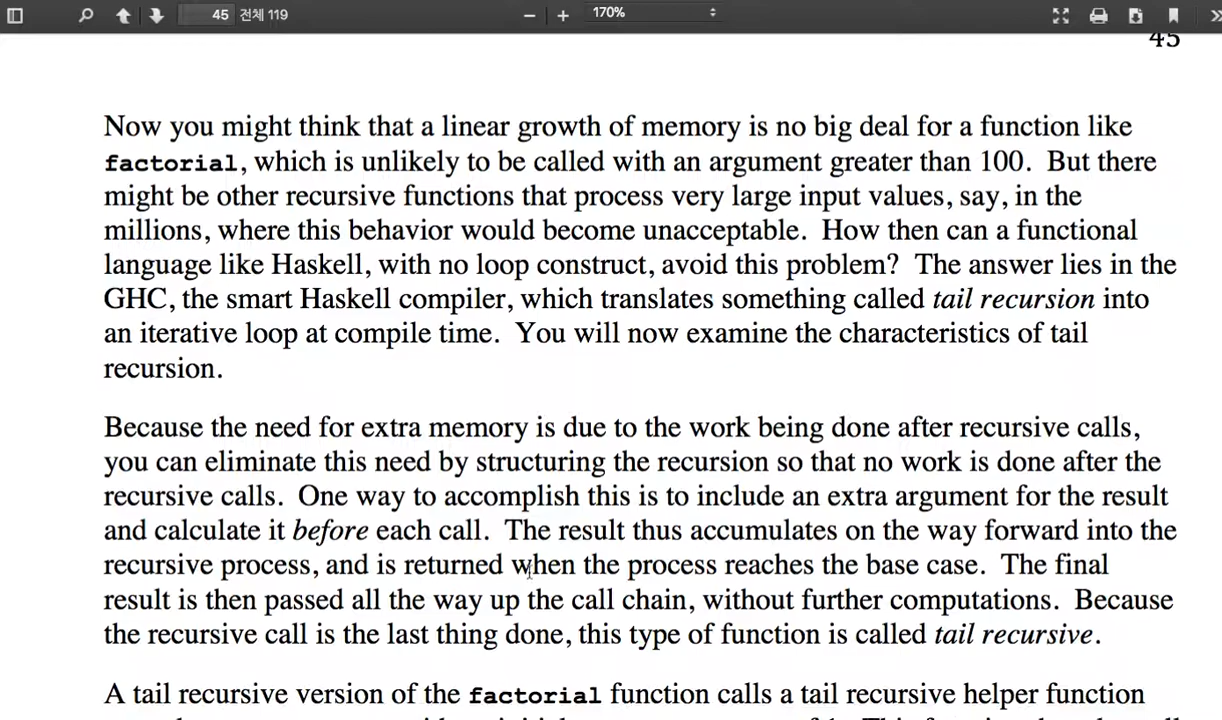 45 전체 119
170%
45
Now you might think that a linear growth of memory is no big deal for a function like
factorial, which is unlikely to be called with an argument greater than 100. But there
might be other recursive functions that process very large input values, say, in the
millions, where this behavior would become unacceptable. How then can a functional
language like Haskell, with no loop construct, avoid this problem? The answer lies in the
GHC, the smart Haskell compiler, which translates something called tail recursion into
an iterative loop at compile time. You will now examine the characteristics of tail
recursion.
Because the need for extra memory is due to the work being done after recursive calls,
you can eliminate this need by structuring the recursion so that no work is done after the
recursive calls. One way to accomplish this is to include an extra argument for the result
and calculate it before each call. The result thus accumulates on the way forward into the
recursive process, and is returned when the process reaches the base case. The final
result is then passed all the way up the call chain, without further computations. Because
the recursive call is the last thing done, this type of function is called tail recursive.
A tail recursive version of the factorial function calls a tail recursive helper function